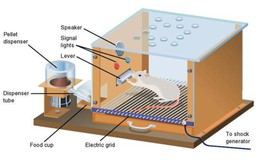 Speaker
Signal
lights
Lever
Pellet
dispenser
Dispenser
tube
Food cup
Electric grid
To shock
generator